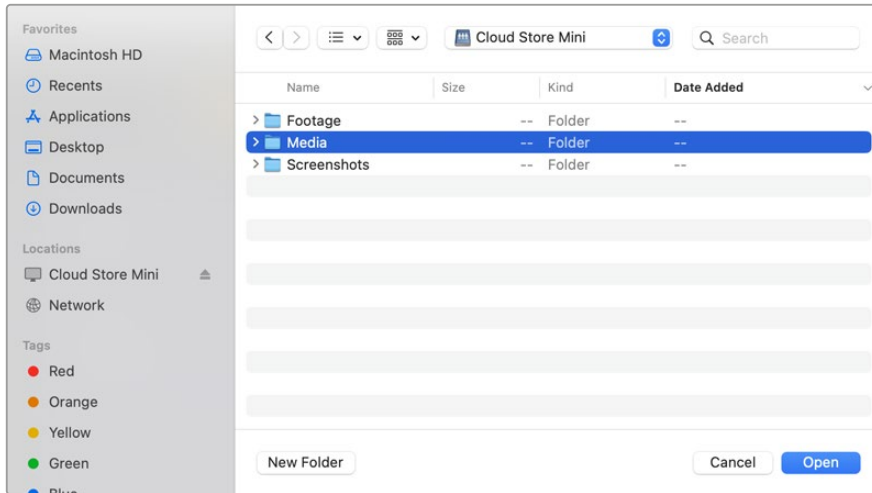 Favorites
Macintosh HD
Recents
Applications
Desktop
Documents
Downloads
Locations
Cloud Store Mini
Network
Tags
Red
Orange
Yellow
Green
Blue
Cloud Store Mini
Search
Name Size Kind Date Added
Footage -- Folder --
Media -- Folder --
Screenshots -- Folder --
New Folder Cancel Open